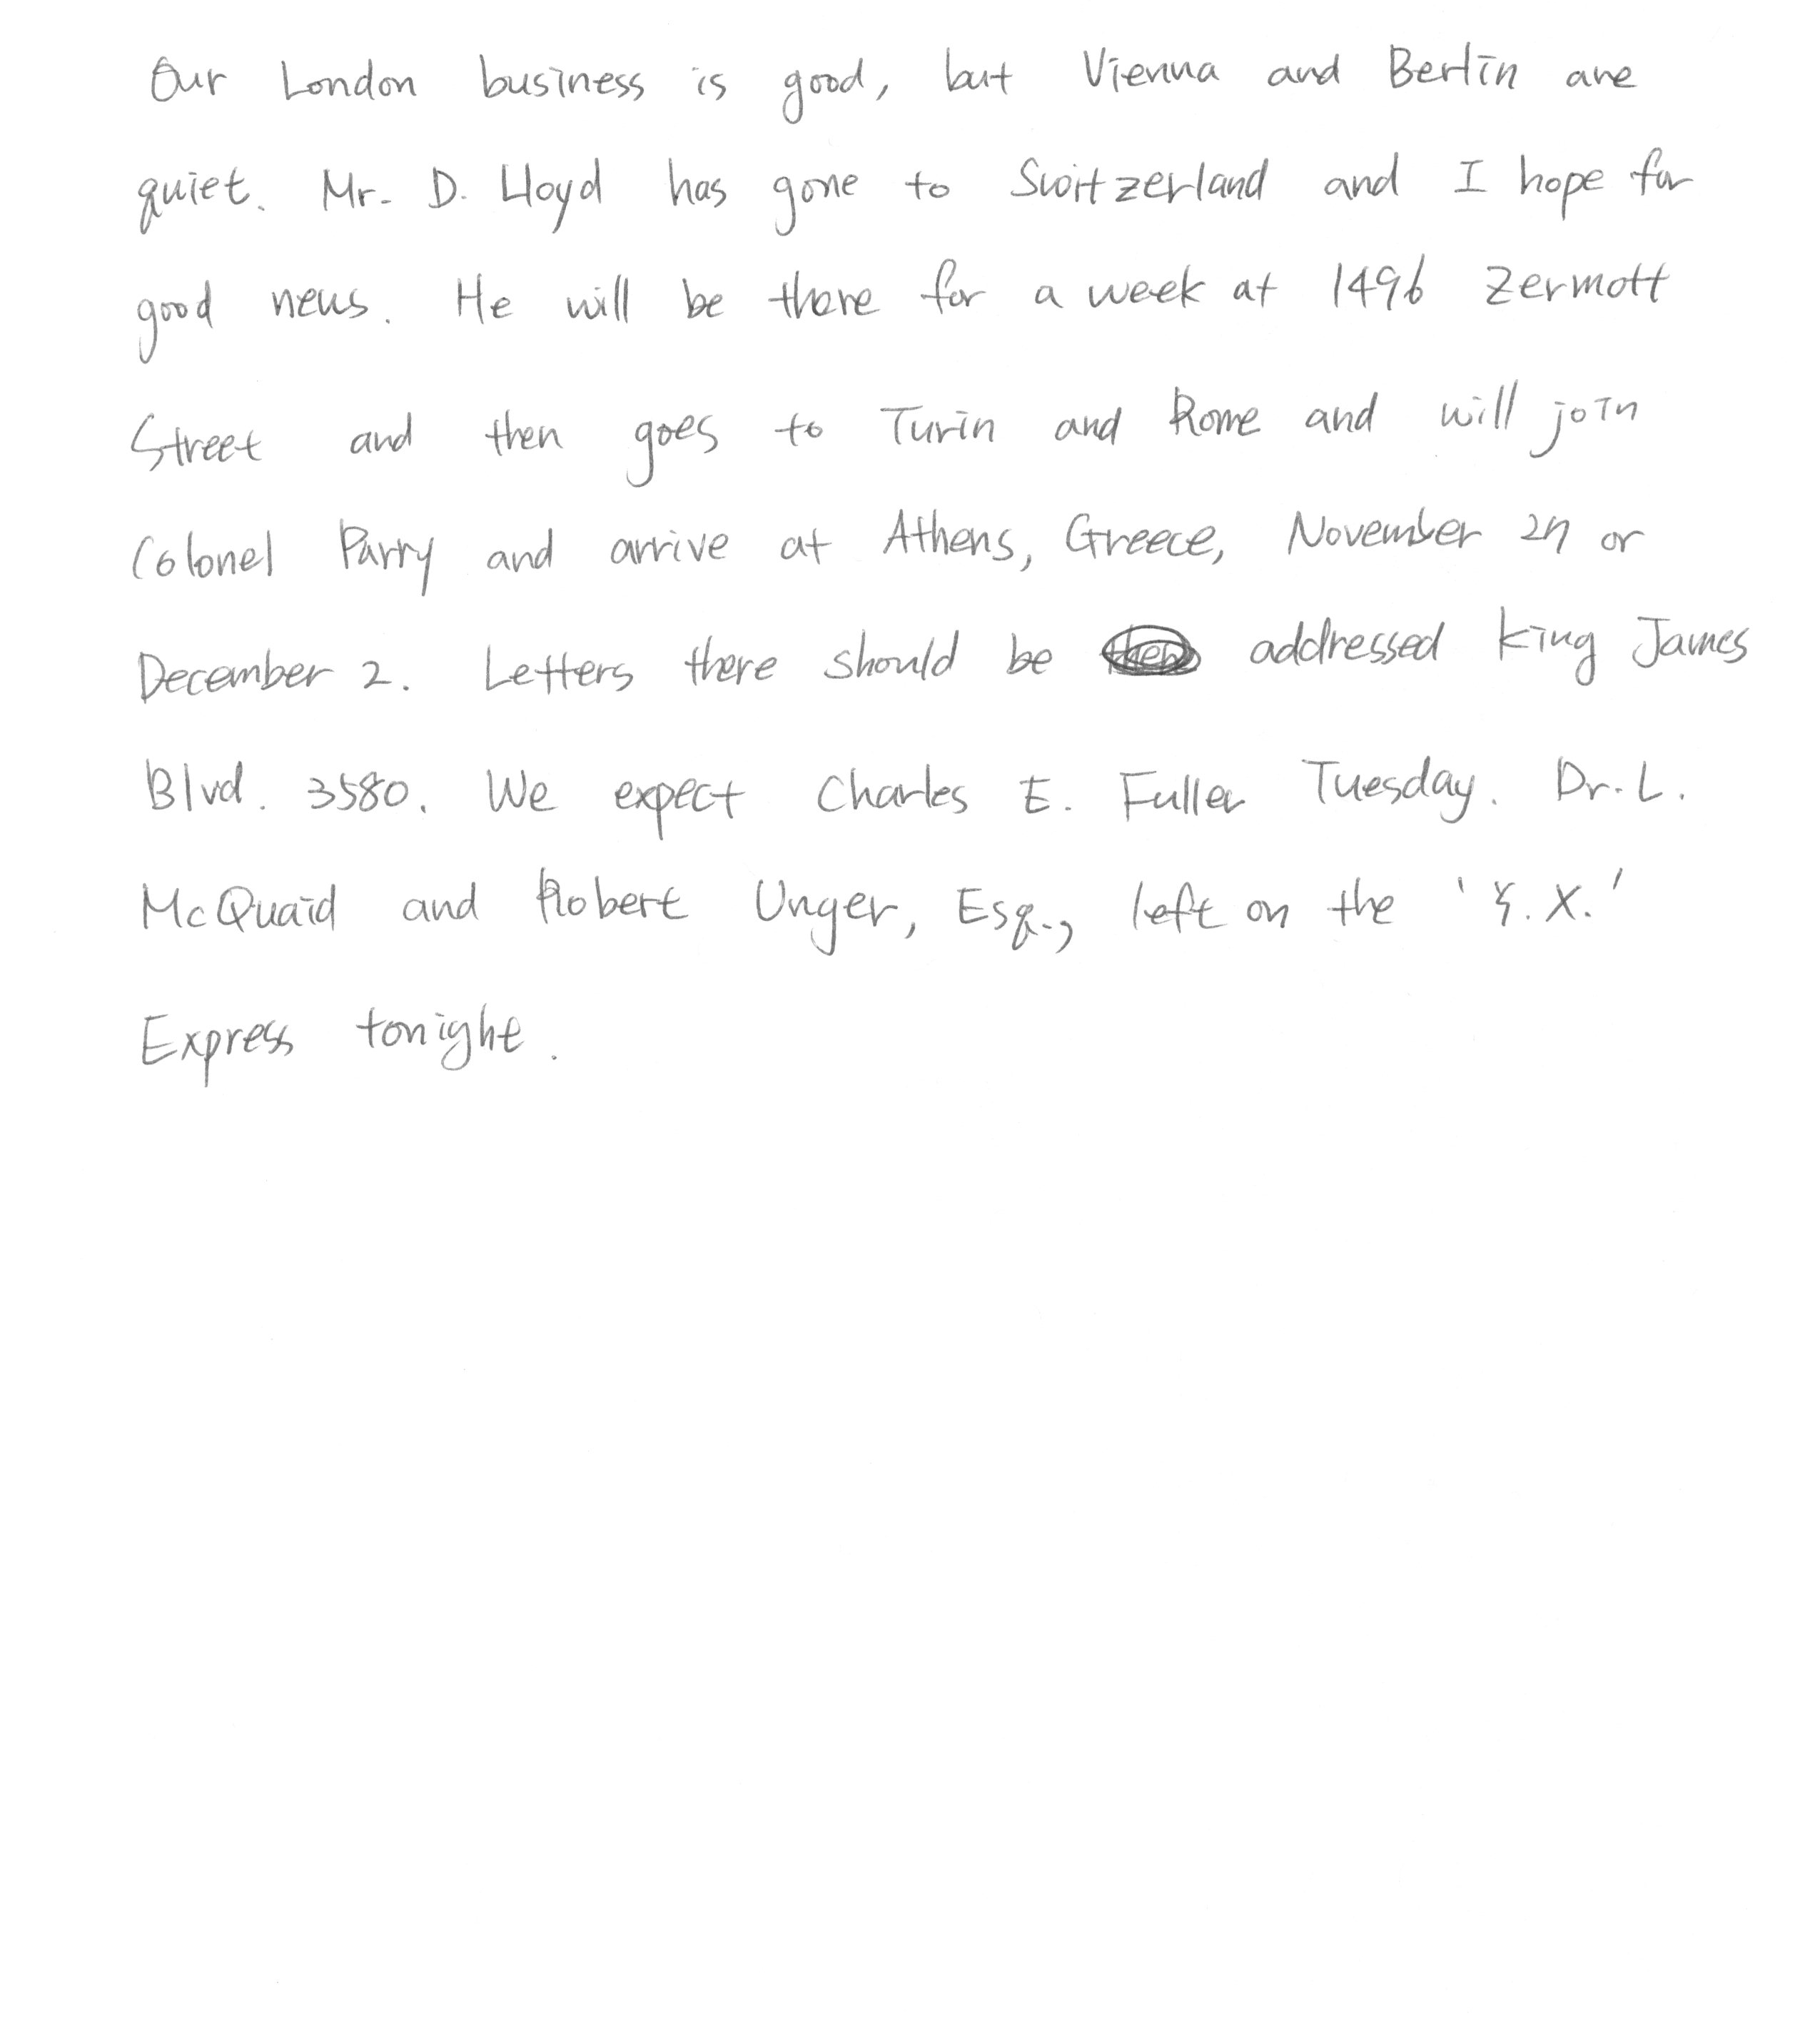 Our London business is good, but Vienna and Berlin are
quiet. Mr. D. Lloyd has gone to Switzerland and I hope for
good news. He will be there for a week at 1496 Zermott
Street and then goes to Turin and Rome and will join
Colonel Parry and arrive at Athens, Greece, November 27 or
December 2. Letters there should be addressed King James
Blvd. 3580. We expect Charles E. Fuller Tuesday. Dr. L.
McQuaid and Robert Unger, Esq., left on the ' X.'
Express tonight.